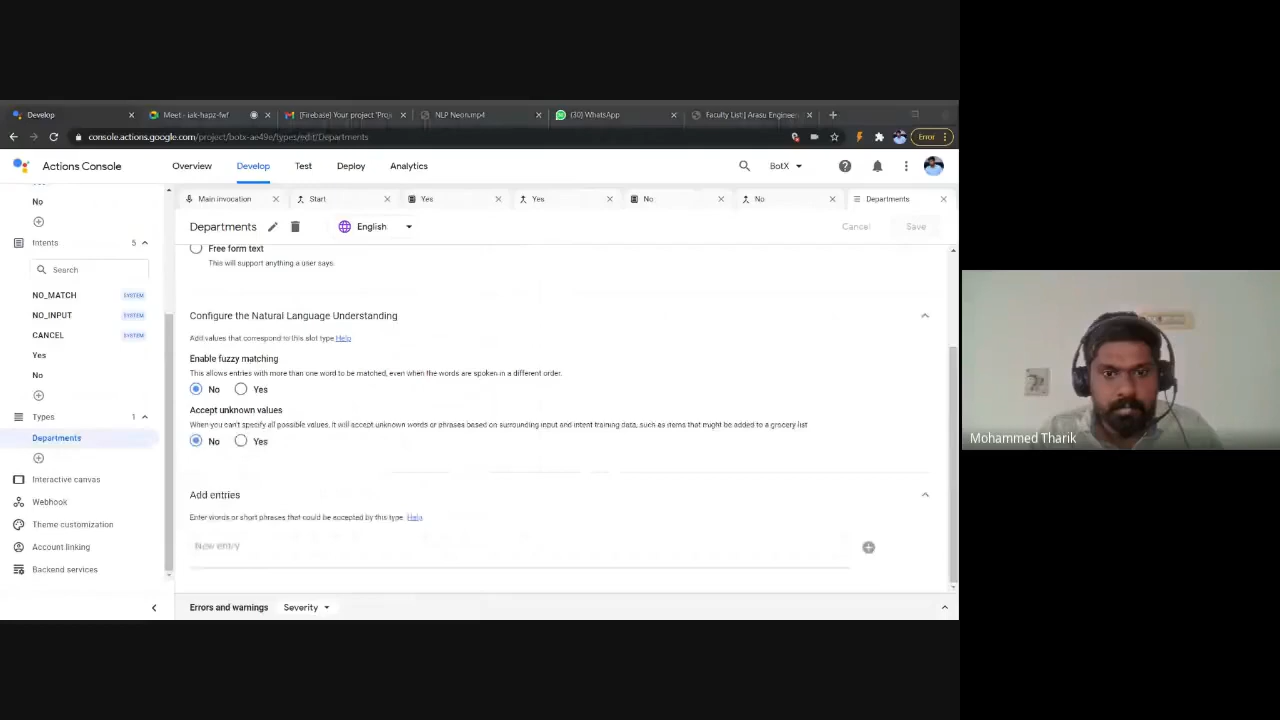 Develop
Meet - iak-hapz-fwf
[Firebase] Your project 'Proj
NLP Neon.mp4
(30) WhatsApp
Faculty List | Arasu Enginee
console.actions.google.com/project/botx-ae49e/types/edit/Departments
Error
Actions Console
Overview
Develop
Test
Deploy
Analytics
BotX
Main invocation
Start
Yes
Yes
No
No
Departments
Departments
English
Cancel
Save
No
Intents 5
Search
NO_MATCH SYSTEM
NO_INPUT SYSTEM
CANCEL SYSTEM
Yes
No
Types 1
Departments
Interactive canvas
Webhook
Theme customization
Account linking
Backend services
Free form text
This will support anything a user says.
Configure the Natural Language Understanding
Add values that correspond to this slot type Help
Enable fuzzy matching
This allows entries with more than one word to be matched, even when the words are spoken in a different order.
No Yes
Accept unknown values
When you can't specify all possible values. It will accept unknown words or phrases based on surrounding input and intent training data, such as items that might be added to a grocery list
No Yes
Add entries
Enter words or short phrases that could be accepted by this type Help
New entry
Errors and warnings Severity
Mohammed Tharik